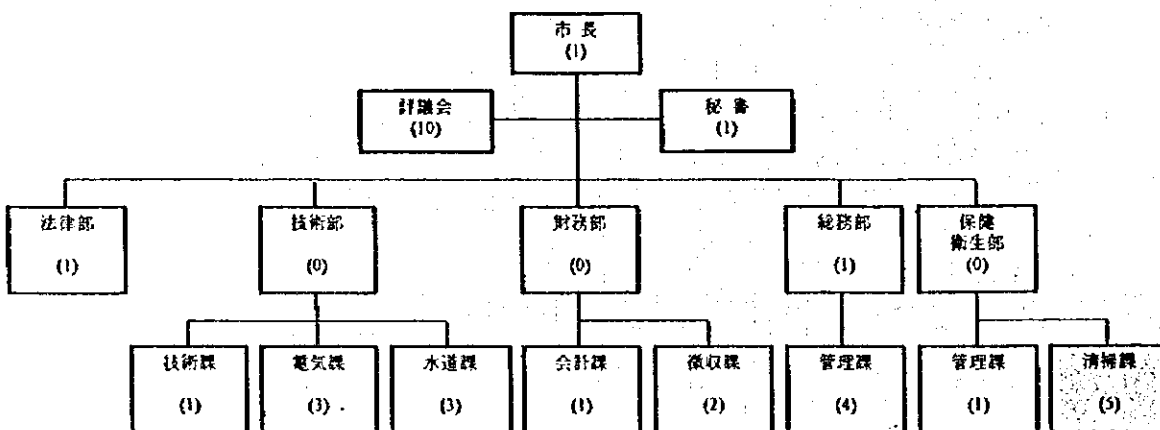 市長
(1)
評議会
(10)
秘書
(1)
法律部
(1)
技術部
(0)
財務部
(0)
総務部
(1)
保健
衛生部
(0)
技術課
(1)
電気課
(3)
水道課
(3)
会計課
(1)
徴収課
(2)
管理課
(4)
管理課
(1)
清掃課
(5)